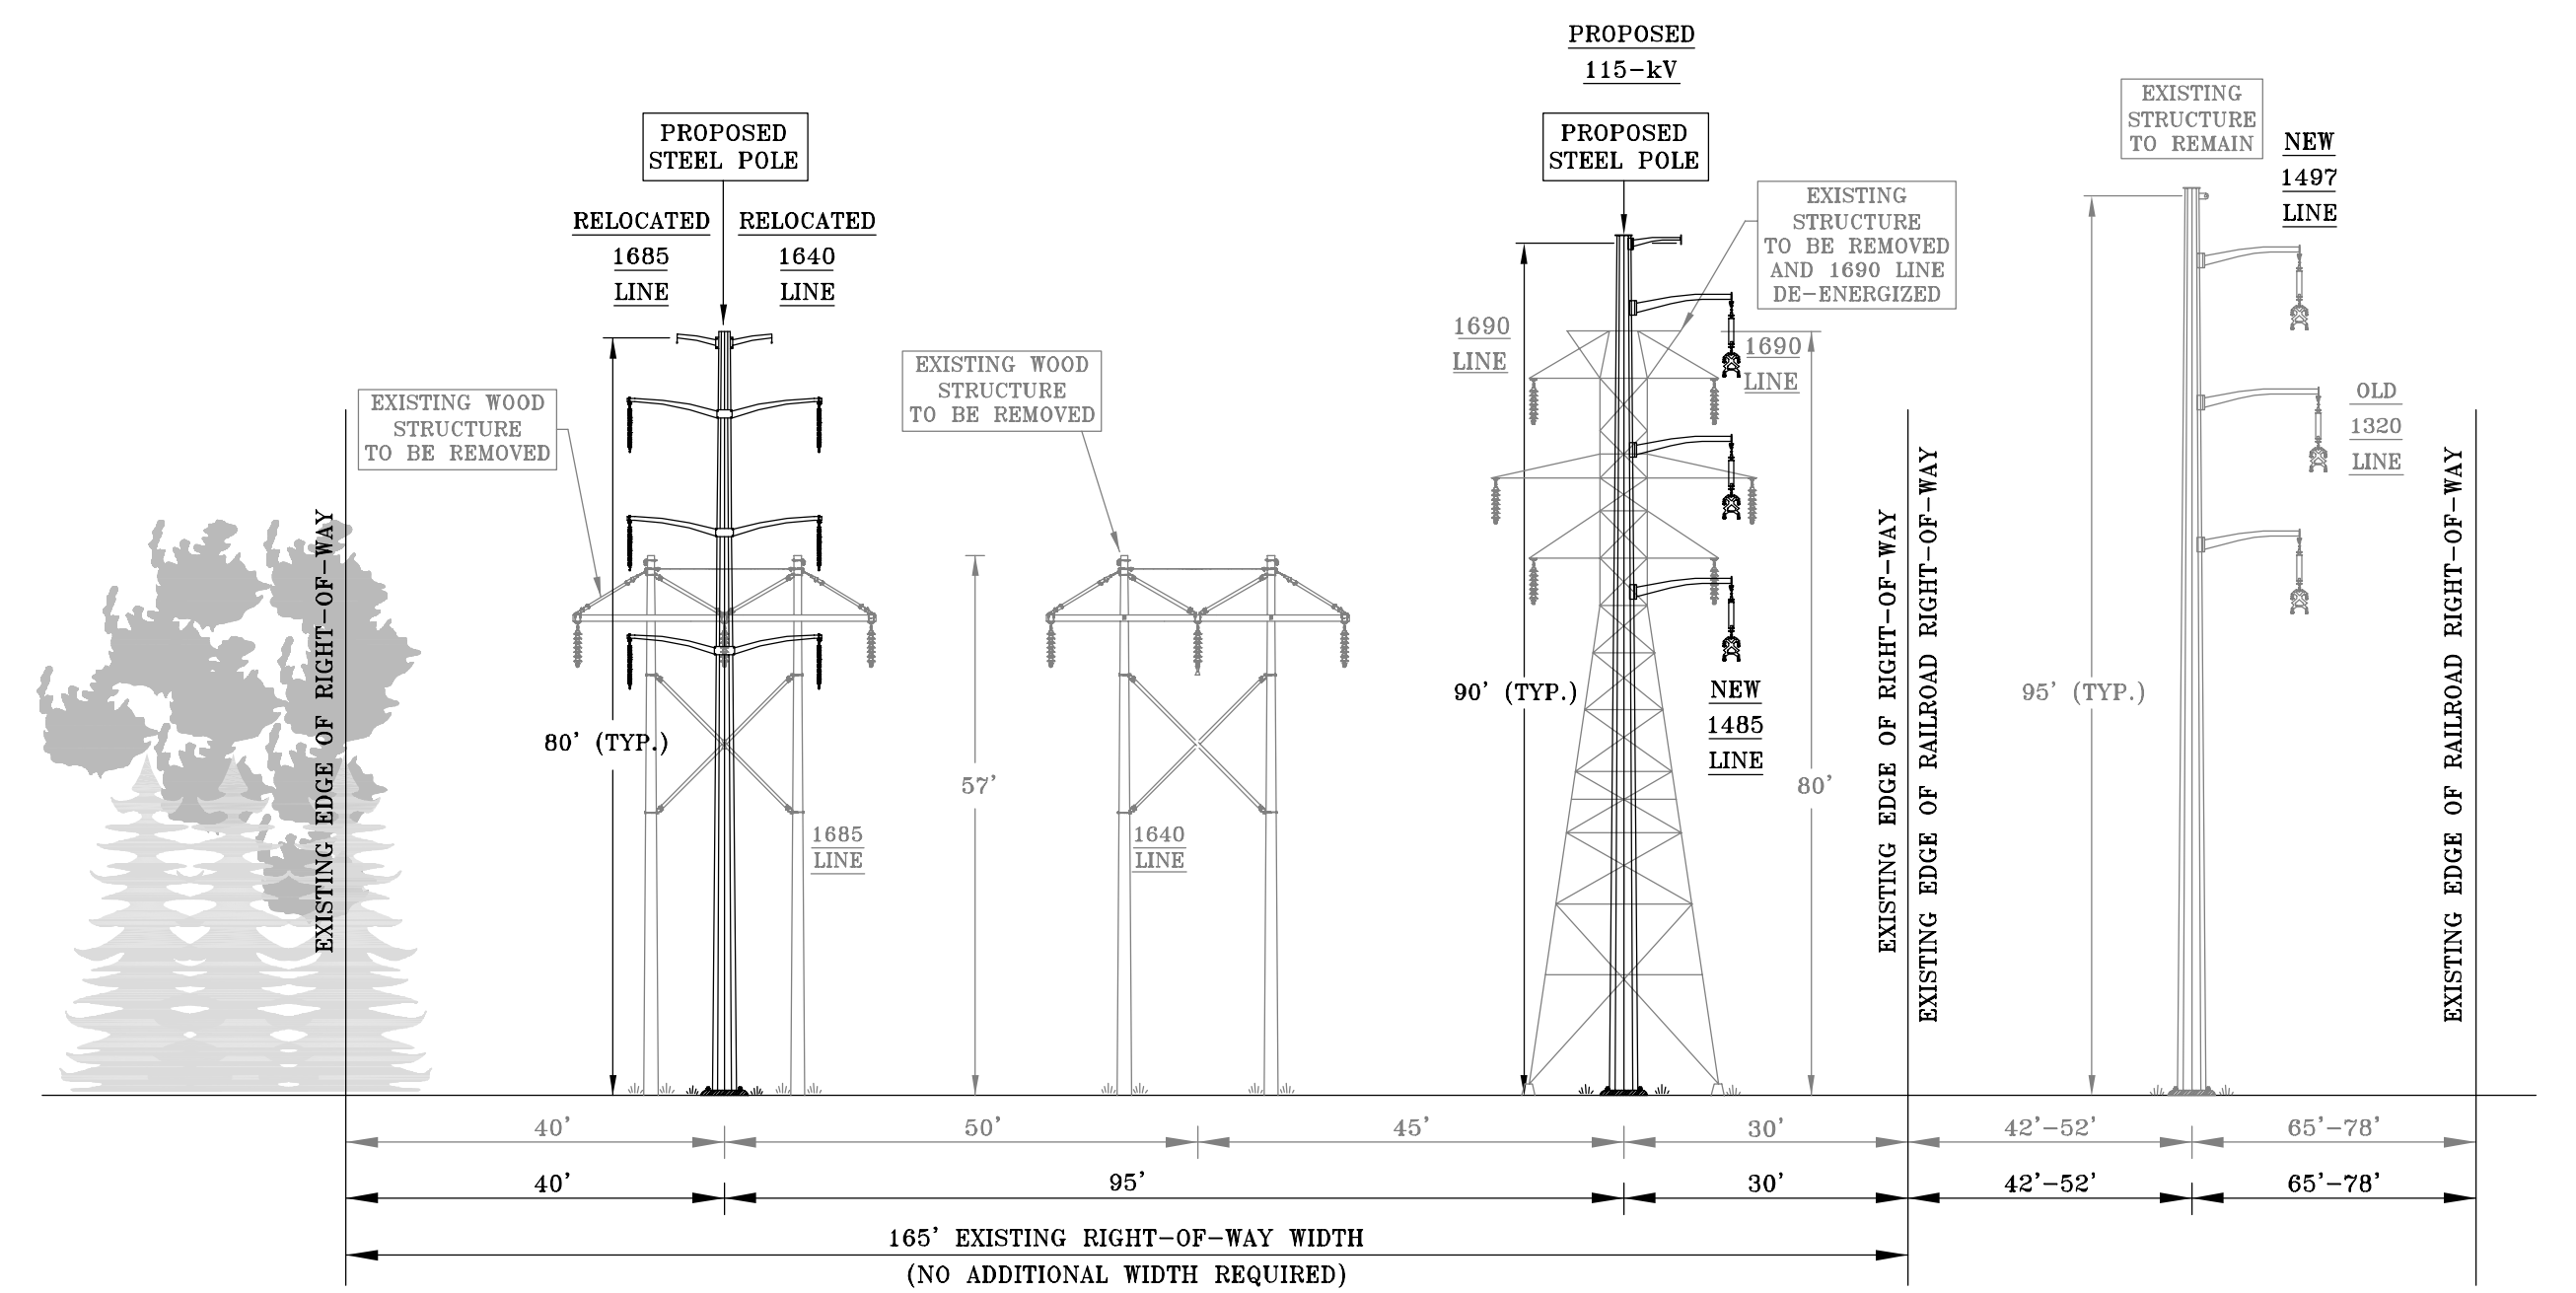 PROPOSED
115-kV
PROPOSED
STEEL POLE
RELOCATED
1685
LINE
RELOCATED
1640
LINE
EXISTING WOOD
STRUCTURE
TO BE REMOVED
EXISTING WOOD
STRUCTURE
TO BE REMOVED
PROPOSED
STEEL POLE
EXISTING
STRUCTURE
TO BE REMOVED
AND 1690 LINE
DE-ENERGIZED
1690
LINE
1690
LINE
EXISTING
STRUCTURE
TO REMAIN
NEW
1497
LINE
OLD
1320
LINE
EXISTING EDGE OF RIGHT-OF-WAY
80' (TYP.)
1685
LINE
57'
1640
LINE
90' (TYP.)
NEW
1485
LINE
80'
EXISTING EDGE OF RIGHT-OF-WAY
EXISTING EDGE OF RAILROAD RIGHT-OF-WAY
95' (TYP.)
EXISTING EDGE OF RAILROAD RIGHT-OF-WAY
40' 50' 45' 30' 42'-52' 65'-78'
40' 95' 30' 42'-52' 65'-78'
165' EXISTING RIGHT-OF-WAY WIDTH
(NO ADDITIONAL WIDTH REQUIRED)